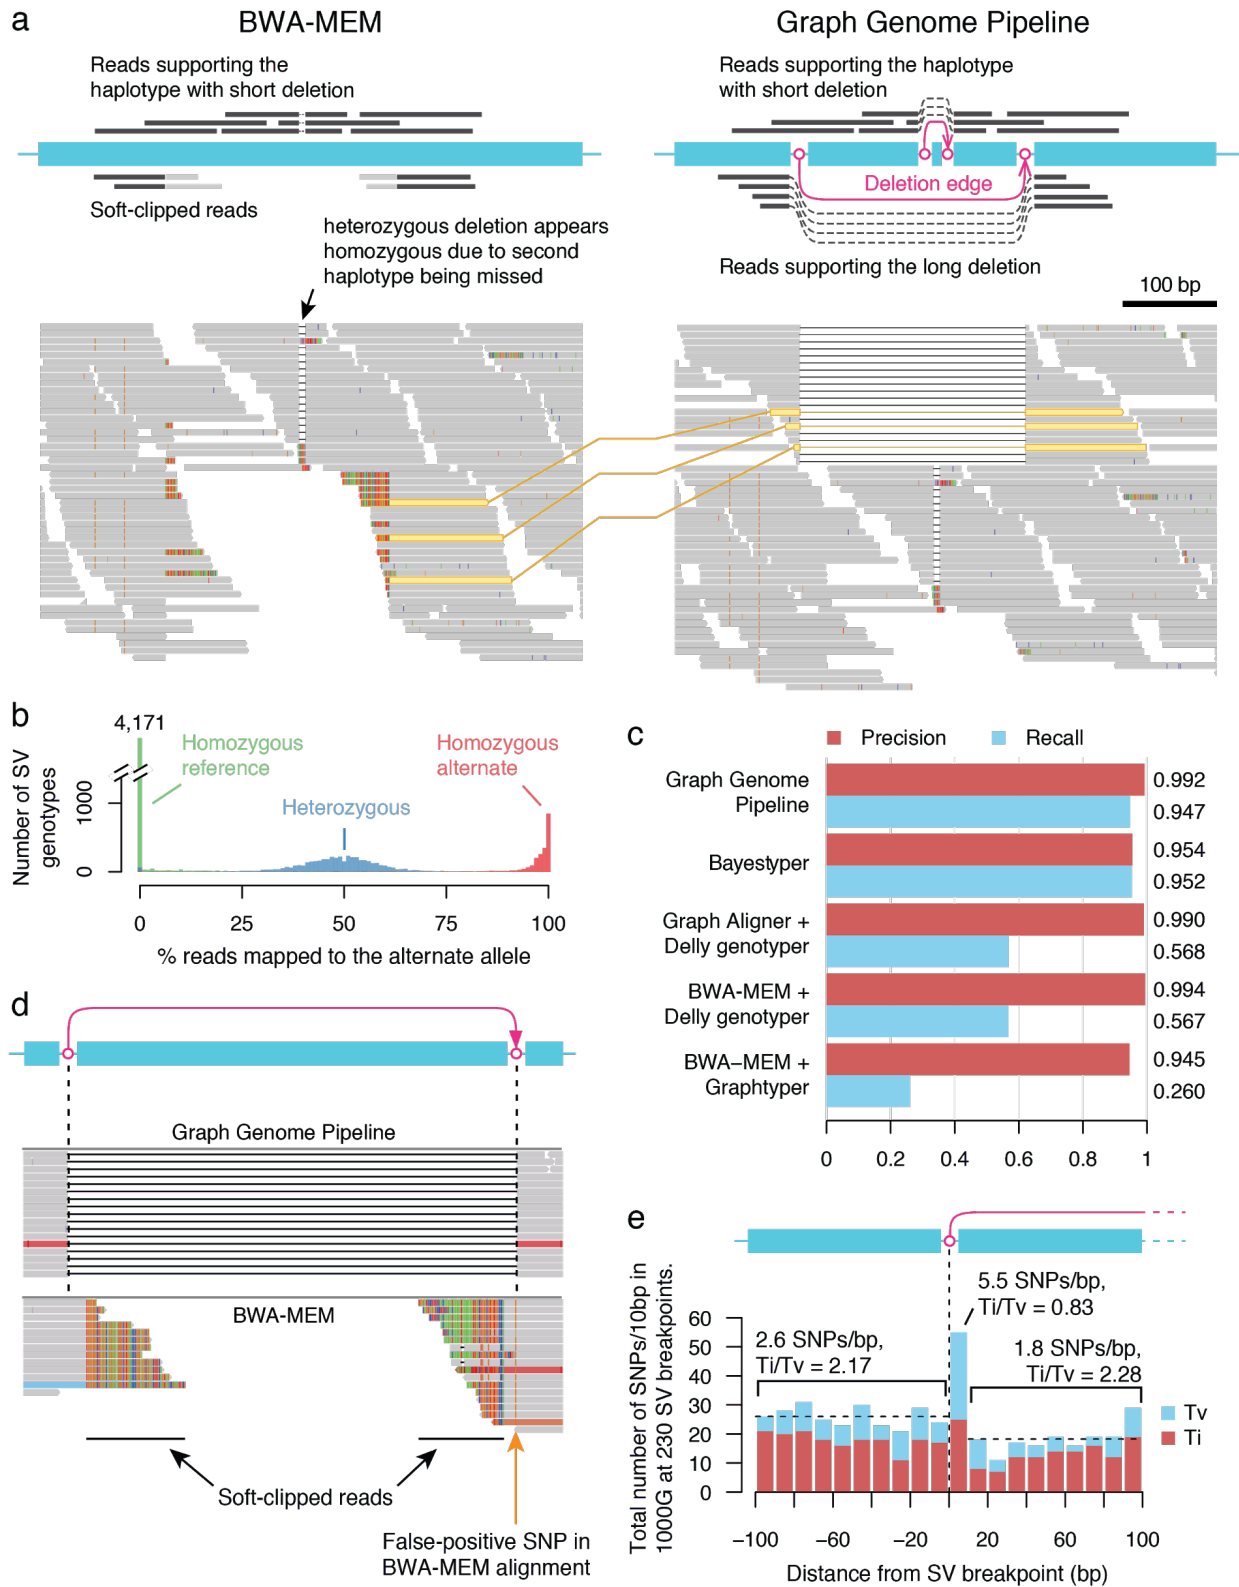 a
BWA-MEM
Graph Genome Pipeline
Reads supporting the
haplotype with short deletion
Soft-clipped reads
heterozygous deletion appears
homozygous due to second
haplotype being missed
Reads supporting the haplotype
with short deletion
Deletion edge
Reads supporting the long deletion
100 bp
b
4,171
Number of SV
genotypes
1000
0
Homozygous
reference
Heterozygous
Homozygous
alternate
0 25 50 75 100
% reads mapped to the alternate allele
c
Precision Recall
Graph Genome
Pipeline
0.992
0.947
Bayestyper
0.954
0.952
Graph Aligner +
Delly genotyper
0.990
0.568
BWA-MEM +
Delly genotyper
0.994
0.567
BWA–MEM +
Graphtyper
0.945
0.260
0 0.2 0.4 0.6 0.8 1
d
Graph Genome Pipeline
BWA-MEM
Soft-clipped reads
False-positive SNP in
BWA-MEM alignment
e
Total number of SNPs/10bp in
1000G at 230 SV breakpoints.
60
50
40
30
20
10
0
2.6 SNPs/bp,
Ti/Tv = 2.17
5.5 SNPs/bp,
Ti/Tv = 0.83
1.8 SNPs/bp,
Ti/Tv = 2.28
Tv
Ti
−100 −60 −20 20 60 100
Distance from SV breakpoint (bp)